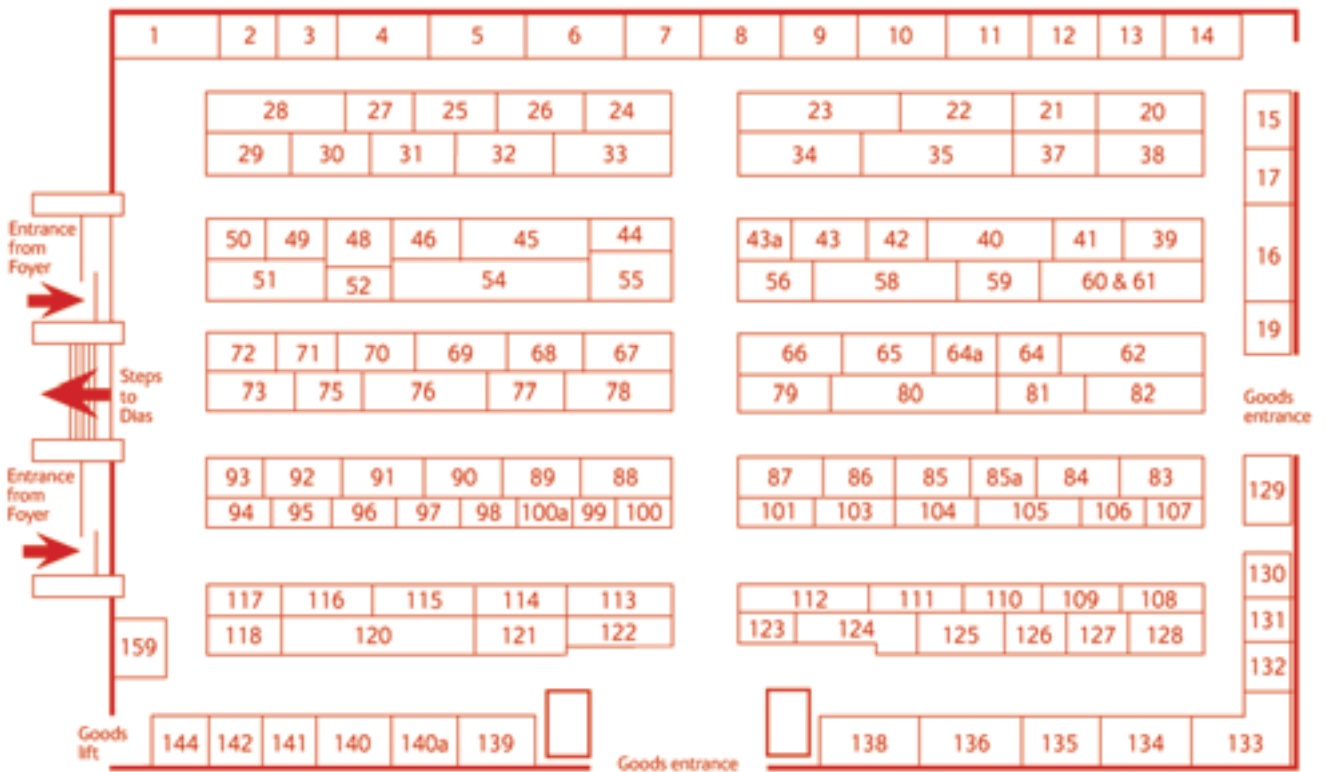 1 2 3 4 5 6 7 8 9 10 11 12 13 14
28 27 25 26 24 23 22 21 20 15
29 30 31 32 33 34 35 37 38
17
Entrance
from
Foyer
50 49 48 46 45 44 43a 43 42 40 41 39
16
51 52 54 55 56 58 59 60 & 61
19
72 71 70 69 68 67 66 65 64a 64 62
Steps
to
Dias
73 75 76 77 78 79 80 81 82
Goods
entrance
Entrance
from
Foyer
93 92 91 90 89 88 87 86 85 85a 84 83
129
94 95 96 97 98 100a 99 100 101 103 104 105 106 107
130
117 116 115 114 113 112 111 110 109 108
131
118 120 121 122 123 124 125 126 127 128
159
132
Goods
lift
144 142 141 140 140a 139 138 136 135 134 133
Goods entrance